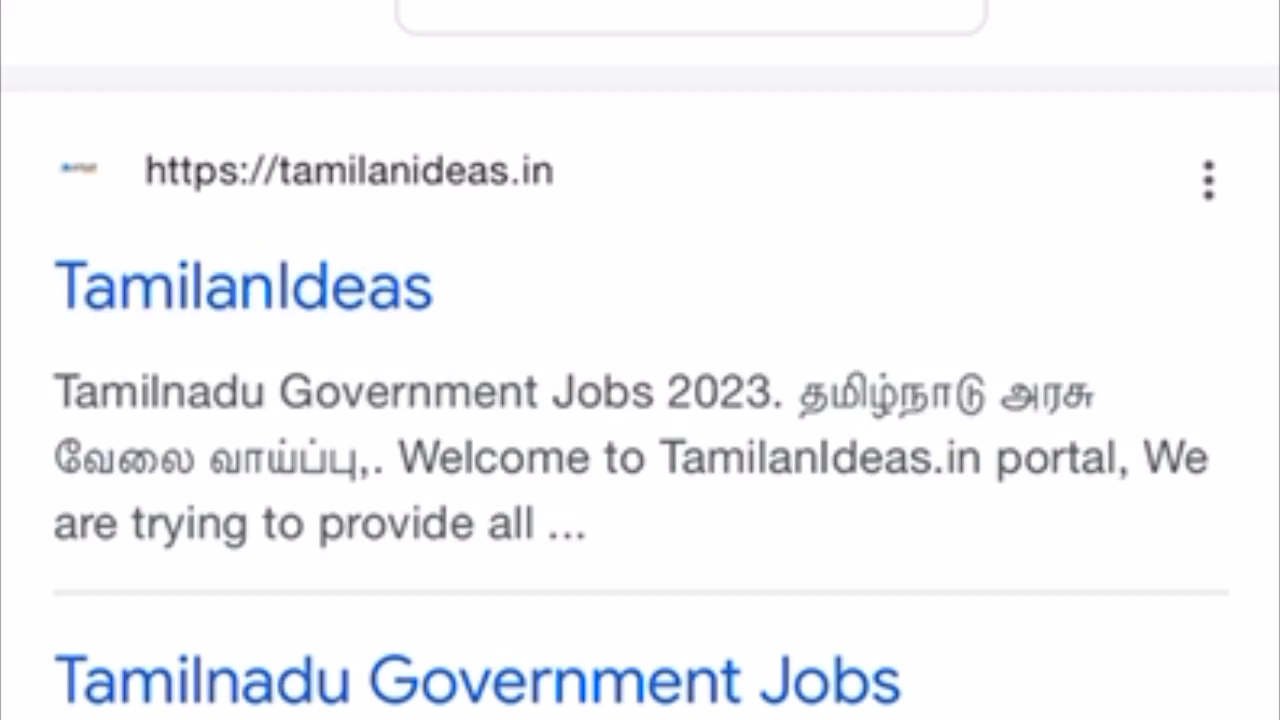 https://tamilanideas.in
TamilanIdeas
Tamilnadu Government Jobs 2023. தமிழ்நாடு அரசு
வேலை வாய்ப்பு,. Welcome to TamilanIdeas.in portal, We
are trying to provide all ...
Tamilnadu Government Jobs